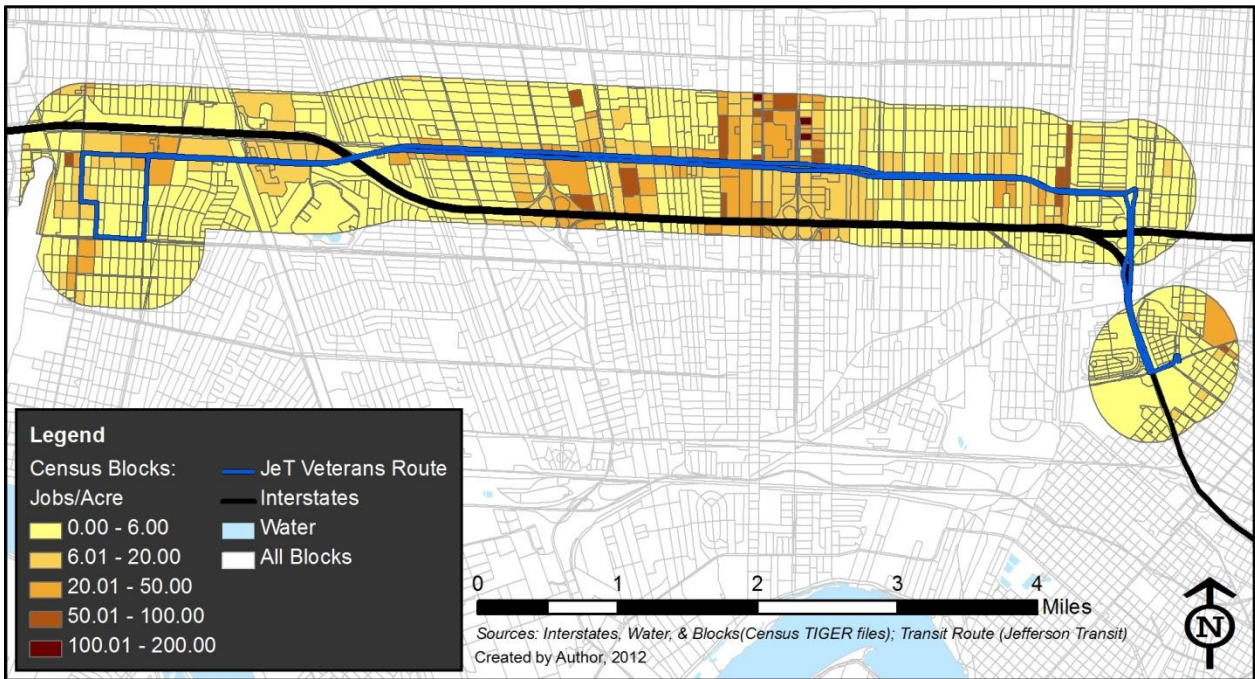 Legend
Census Blocks:
Jobs/Acre
0.00 - 6.00
6.01 - 20.00
20.01 - 50.00
50.01 - 100.00
100.01 - 200.00
JeT Veterans Route
Interstates
Water
All Blocks
0 1 2 3 4
Miles
Sources: Interstates, Water, & Blocks(Census TIGER files); Transit Route (Jefferson Transit)
Created by Author, 2012
N